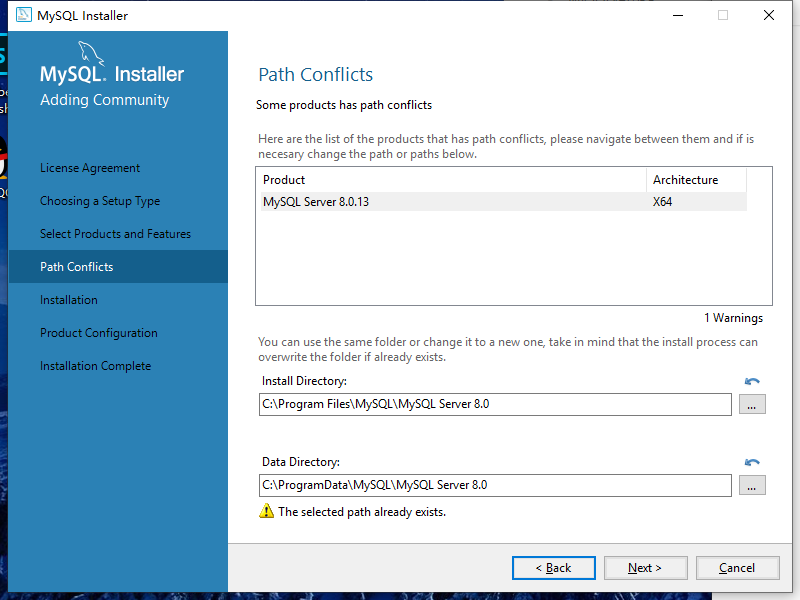 MySQL Installer
MySQL. Installer
Adding Community
License Agreement
Choosing a Setup Type
Select Products and Features
Path Conflicts
Installation
Product Configuration
Installation Complete
Path Conflicts
Some products has path conflicts
Here are the list of the products that has path conflicts, please navigate between them and if is
necesary change the path or paths below.
Product Architecture
MySQL Server 8.0.13 X64
1 Warnings
You can use the same folder or change it to a new one, take in mind that the install process can
overwrite the folder if already exists.
Install Directory:
C:\Program Files\MySQL\MySQL Server 8.0
...
Data Directory:
C:\ProgramData\MySQL\MySQL Server 8.0
...
The selected path already exists.
< Back Next > Cancel